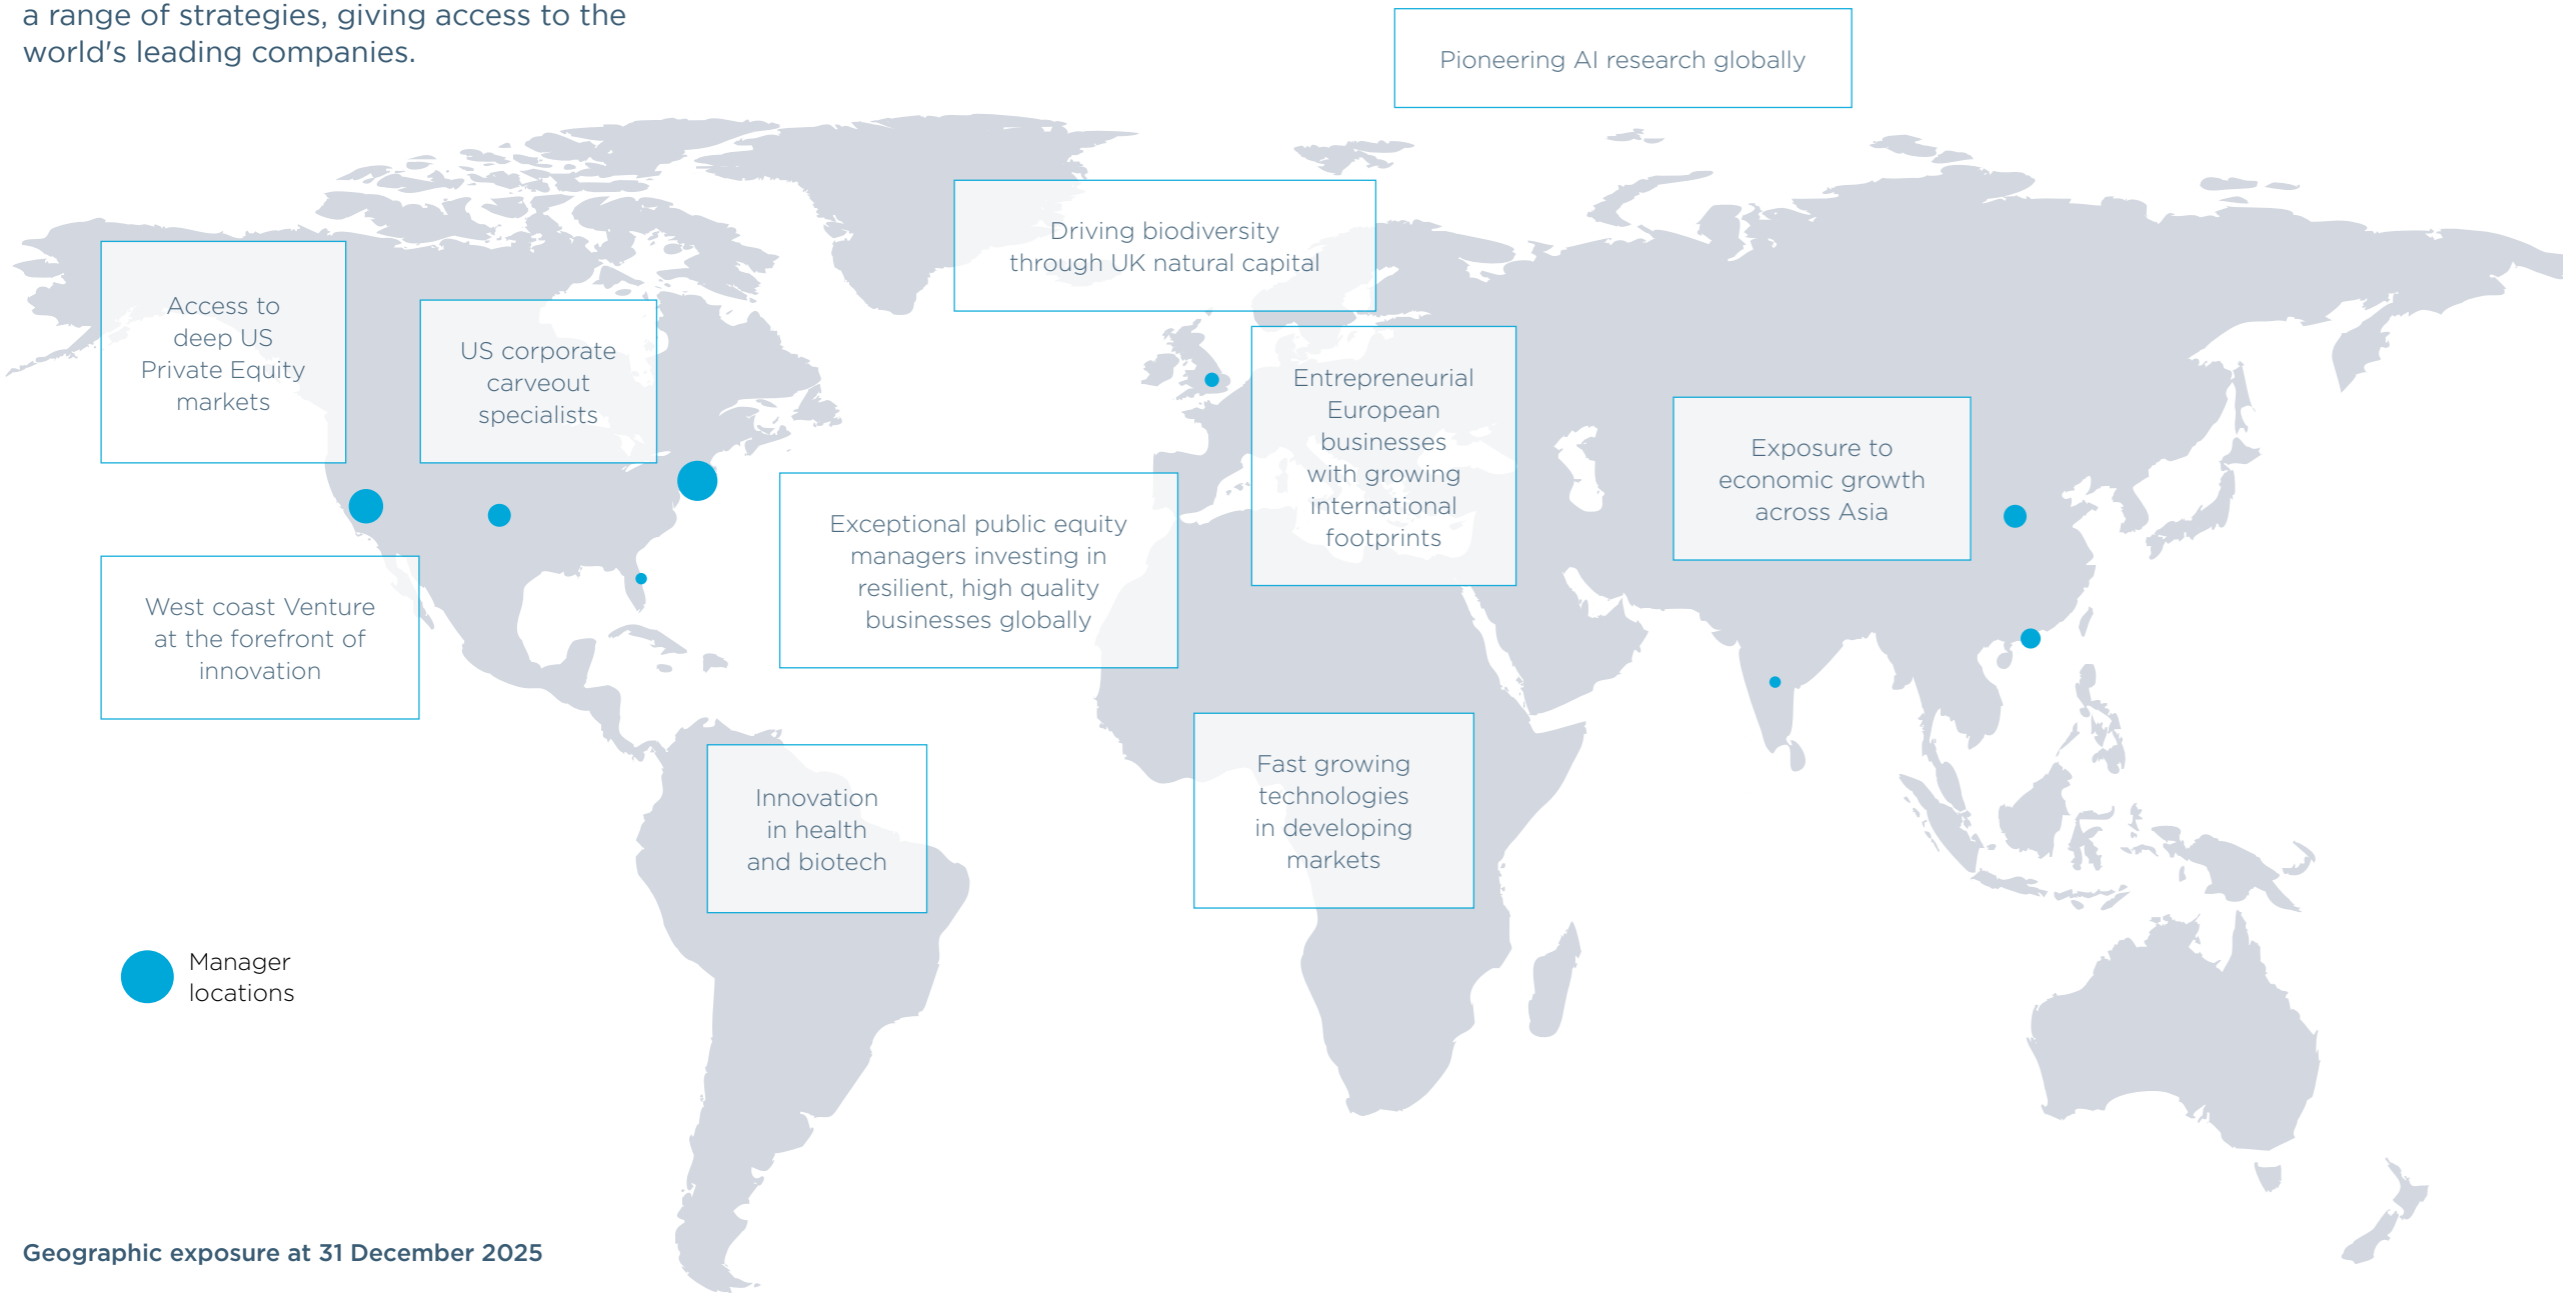 a range of strategies, giving access to the
world's leading companies.
Pioneering AI research globally
Driving biodiversity
through UK natural capital
Access to
deep US
Private Equity
markets
US corporate
carveout
specialists
Entrepreneurial
European
businesses
with growing
international
footprints
Exposure to
economic growth
across Asia
Exceptional public equity
managers investing in
resilient, high quality
businesses globally
West coast Venture
at the forefront of
innovation
Innovation
in health
and biotech
Fast growing
technologies
in developing
markets
Manager
locations
Geographic exposure at 31 December 2025